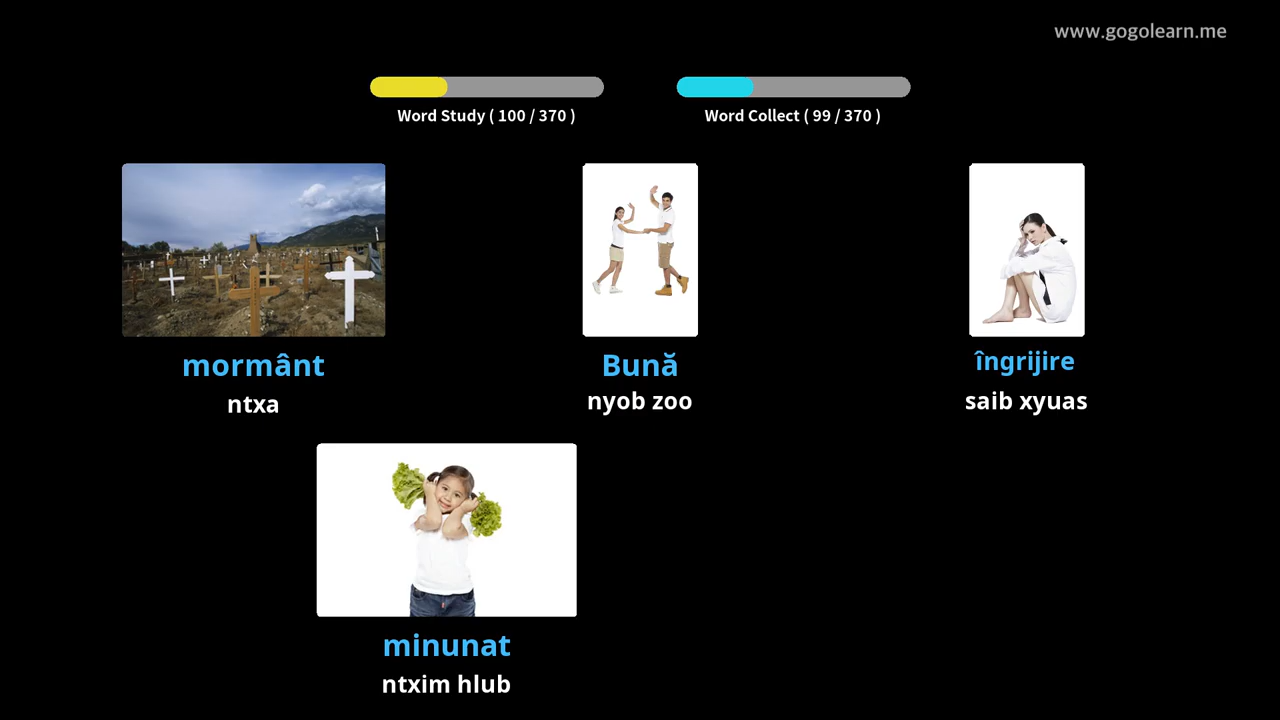 www.gogolearn.me
Word Study ( 100 / 370 )
Word Collect ( 99 / 370 )
mormânt
ntxa
Bună
nyob zoo
îngrijire
saib xyuas
minunat
ntxim hlub